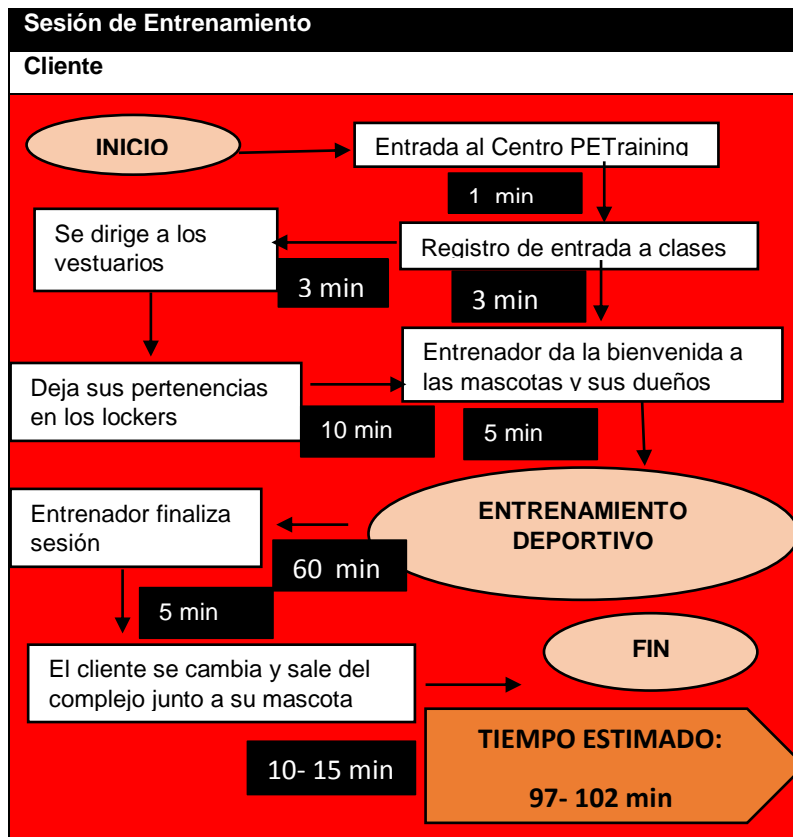 Sesión de Entrenamiento
Cliente
INICIO
Entrada al Centro PETraining
1 min
Se dirige a los
vestuarios
Registro de entrada a clases
3 min
3 min
Entrenador da la bienvenida a
las mascotas y sus dueños
Deja sus pertenencias
en los lockers
10 min
5 min
ENTRENAMIENTO
DEPORTIVO
Entrenador finaliza
sesión
60 min
5 min
FIN
El cliente se cambia y sale del
complejo junto a su mascota
TIEMPO ESTIMADO:
10- 15 min
97- 102 min